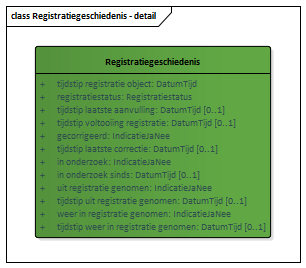 class Registratiegeschiedenis - detail
Registratiegeschiedenis
+ tijdstip registratie object: DatumTijd
+ registratiestatus: Registratiestatus
+ tijdstip laatste aanvulling: DatumTijd [0..1]
+ tijdstip voltooiing registratie: DatumTijd [0..1]
+ gecorrigeerd: IndicatieJaNee
+ tijdstip laatste correctie: DatumTijd [0..1]
+ in onderzoek: IndicatieJaNee
+ in onderzoek sinds: DatumTijd [0..1]
+ uit registratie genomen: IndicatieJaNee
+ tijdstip uit registratie genomen: DatumTijd [0..1]
+ weer in registratie genomen: IndicatieJaNee
+ tijdstip weer in registratie genomen: DatumTijd [0..1]